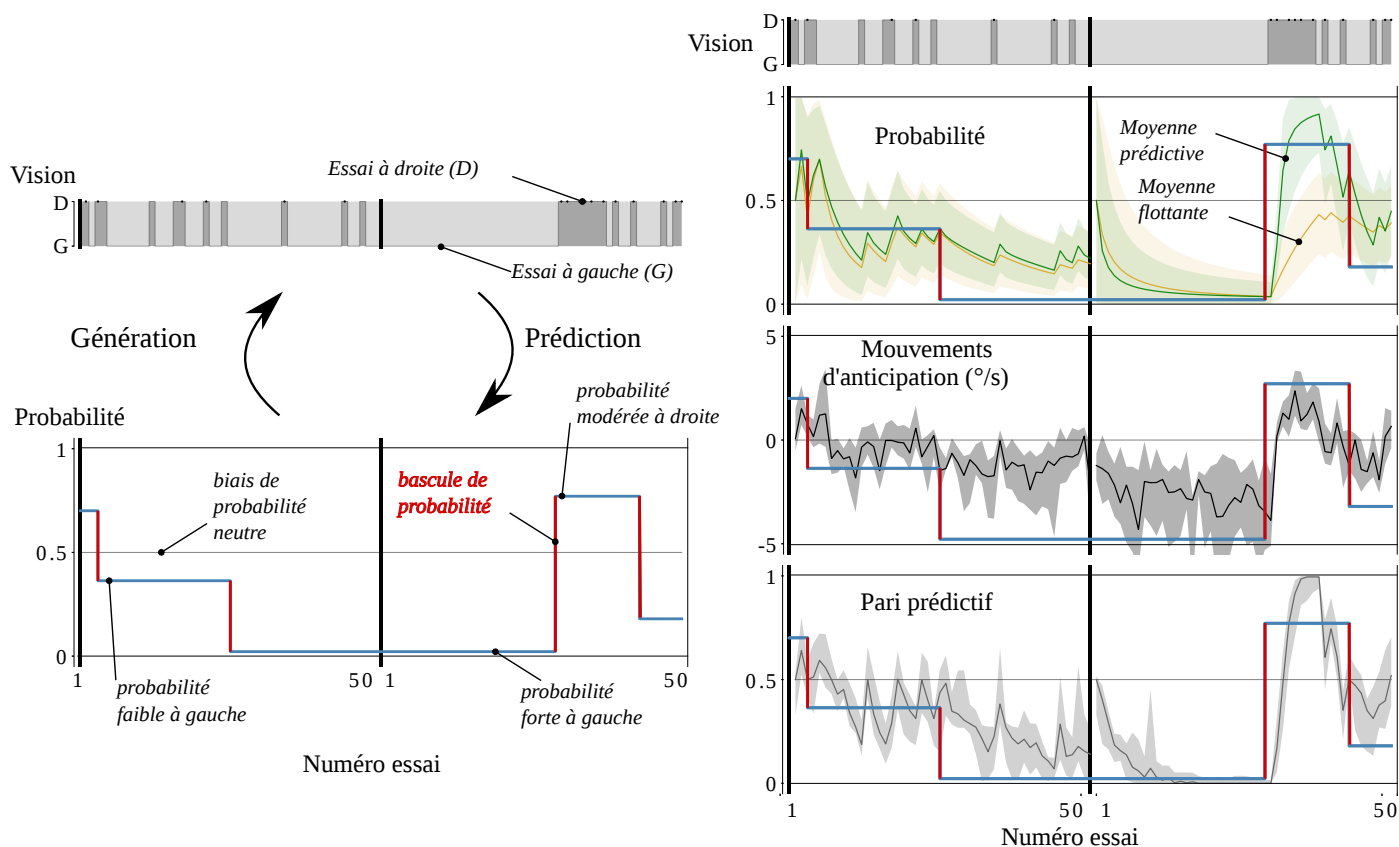 Vision
D
G
Essai à droite (D)
Essai à gauche (G)
Génération
Prédiction
Probabilité
1
0.5
0
biais de
probabilité
neutre
bascule de
probabilité
probabilité
modérée à droite
probabilité
faible à gauche
probabilité
forte à gauche
1
50
1
50
Numéro essai
Vision
D
G
Probabilité
Moyenne
prédictive
Moyenne
flottante
1
0.5
0
Mouvements
d'anticipation (°/s)
5
0
-5
Pari prédictif
1
0.5
0
1
50
1
50
Numéro essai